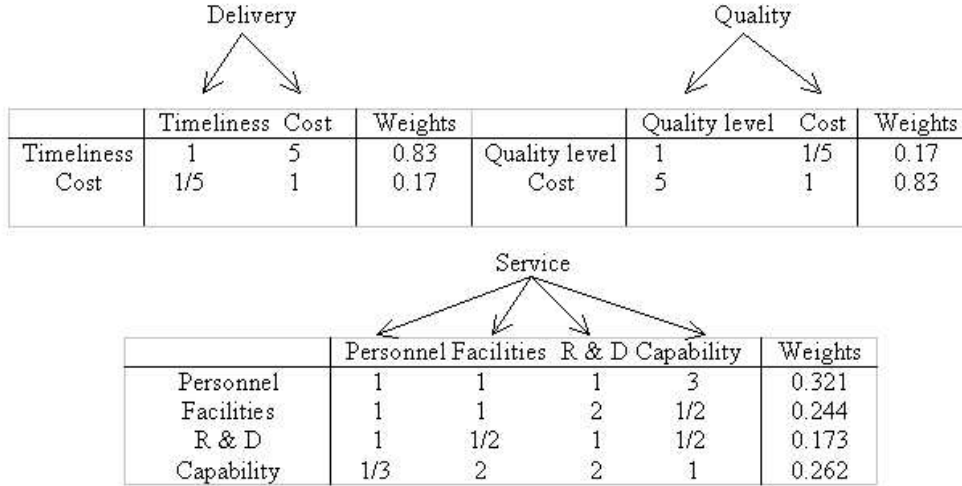 Delivery Quality
Timeliness Cost Weights Quality level Cost Weights
Timeliness 1 5 0.83 Quality level 1 1/5 0.17
Cost 1/5 1 0.17 Cost 5 1 0.83
Service
Personnel Facilities R & D Capability Weights
Personnel 1 1 1 3 0.321
Facilities 1 1 2 1/2 0.244
R & D 1 1/2 1 1/2 0.173
Capability 1/3 2 2 1 0.262